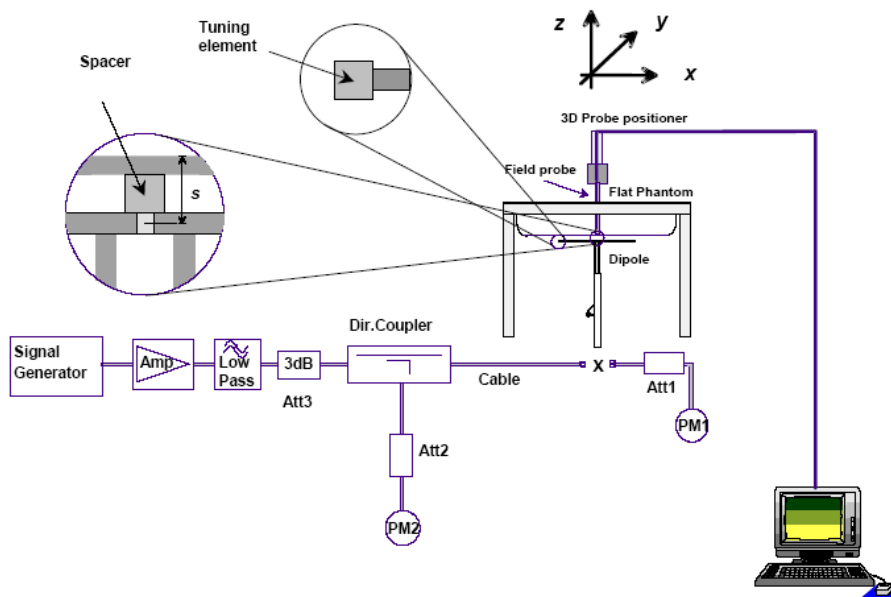 Tuning
element
z
y
x
Spacer
3D Probe positioner
Field probe
Flat Phantom
s
Dipole
Dir.Coupler
Signal
Generator
Amp
Low
Pass
3dB
Att3
Cable
x
Att1
PM1
Att2
PM2